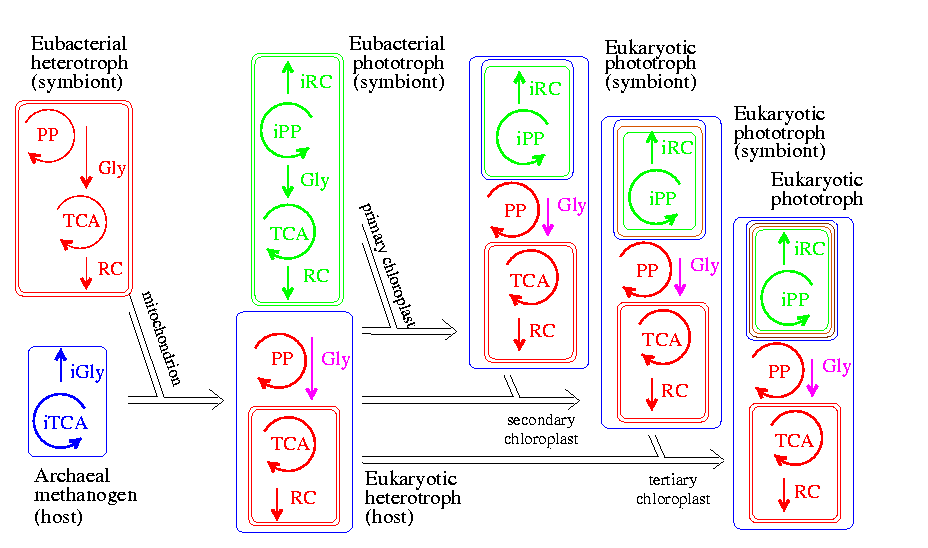 Eubacterial
heterotroph
(symbiont)
PP
Gly
TCA
RC
mitochondrion
iGly
iTCA
Archaeal
methanogen
(host)
Eubacterial
phototroph
(symbiont)
iRC
iPP
Gly
TCA
RC
PP
Gly
TCA
RC
Eukaryotic
heterotroph
(host)
primary chloroplast
iRC
iPP
PP
Gly
TCA
RC
secondary
chloroplast
Eukaryotic
phototroph
(symbiont)
iRC
iPP
PP
Gly
TCA
RC
tertiary
chloroplast
Eukaryotic
phototroph
(symbiont)
Eukaryotic
phototroph
iRC
iPP
PP
Gly
TCA
RC